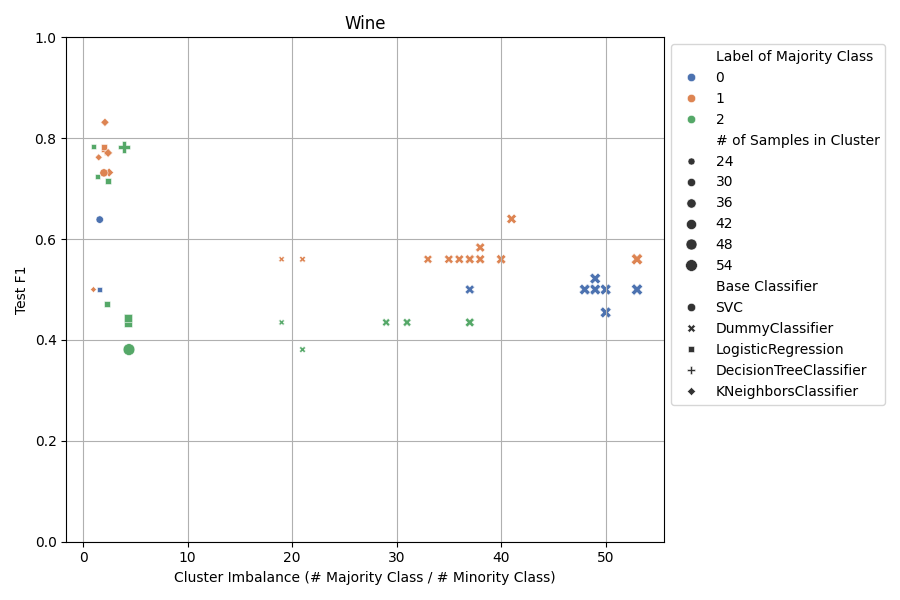 Wine
1.0
0.8
0.6
0.4
0.2
0.0
Test F1
0 10 20 30 40 50
Cluster Imbalance (# Majority Class / # Minority Class)
Label of Majority Class
0
1
2
# of Samples in Cluster
24
30
36
42
48
54
Base Classifier
SVC
DummyClassifier
LogisticRegression
DecisionTreeClassifier
KNeighborsClassifier